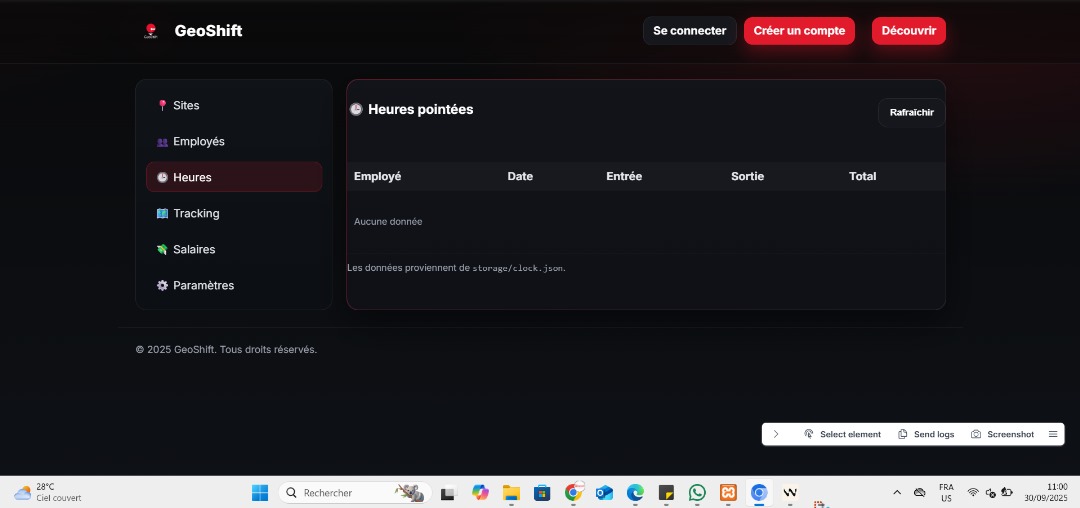 GeoShift
Se connecter
Créer un compte
Découvrir
Sites
Employés
Heures
Tracking
Salaires
Paramètres
Heures pointées
Rafraîchir
Employé Date Entrée Sortie Total
Aucune donnée
Les données proviennent de storage/clock.json.
© 2025 GeoShift. Tous droits réservés.
Select element
Send logs
Screenshot
28°C
Ciel couvert
Rechercher
FRA
US
11:00
30/09/2025